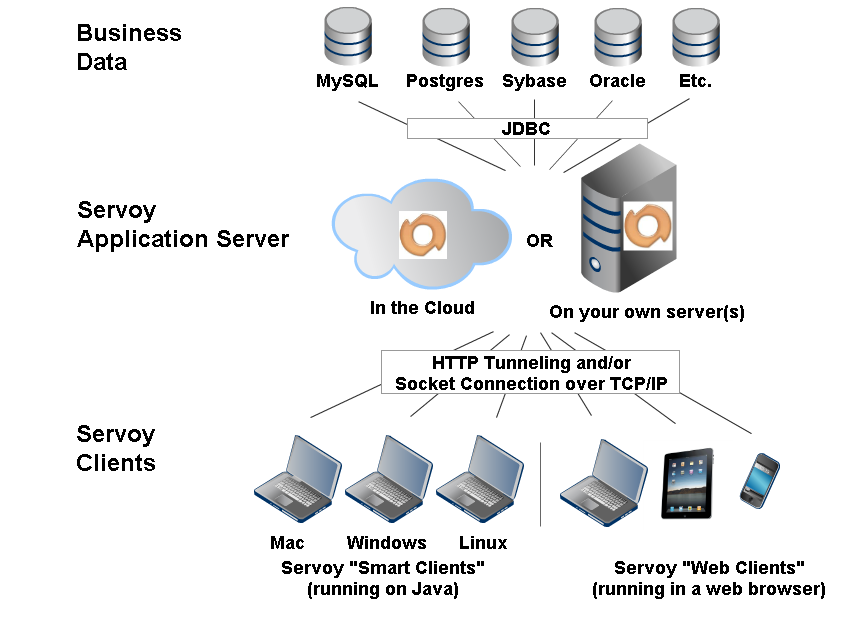 Business
Data
MySQL
Postgres
Sybase
Oracle
Etc.
JDBC
Servoy
Application Server
OR
In the Cloud
On your own server(s)
HTTP Tunneling and/or
Socket Connection over TCP/IP
Servoy
Clients
Mac
Windows
Linux
Servoy "Smart Clients"
(running on Java)
Servoy "Web Clients"
(running in a web browser)